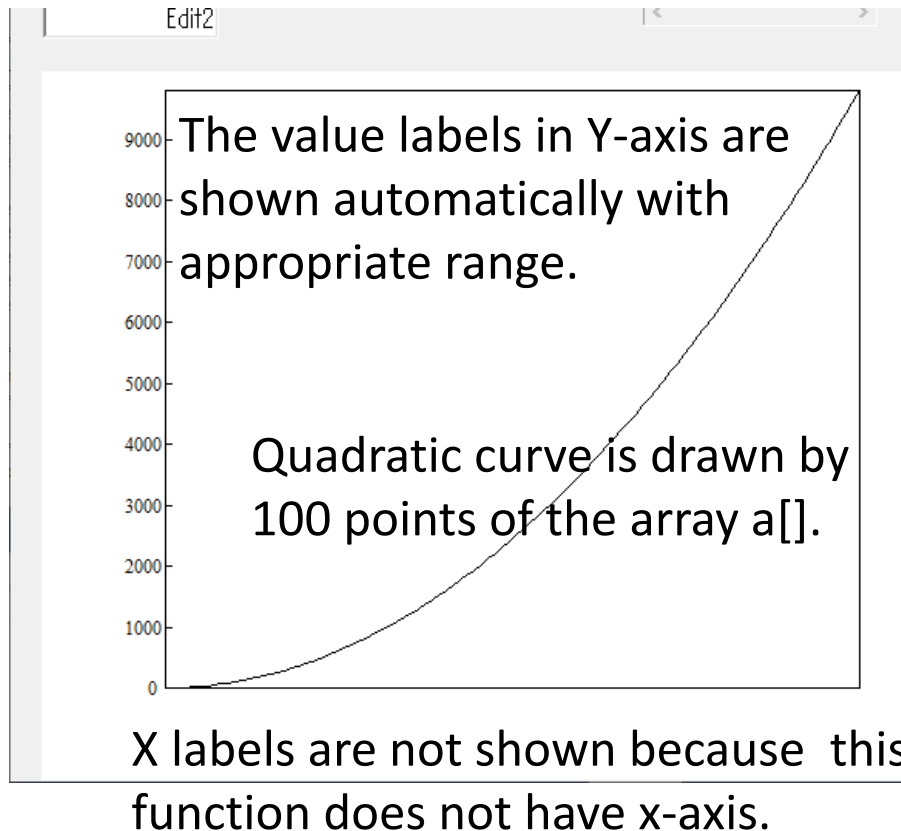 Edit2
9000
The value labels in Y-axis are
8000
shown automatically with
7000
appropriate range.
6000
5000
4000
Quadratic curve is drawn by
3000
100 points of the array a[].
2000
1000
0
X labels are not shown because  this
function does not have x-axis.